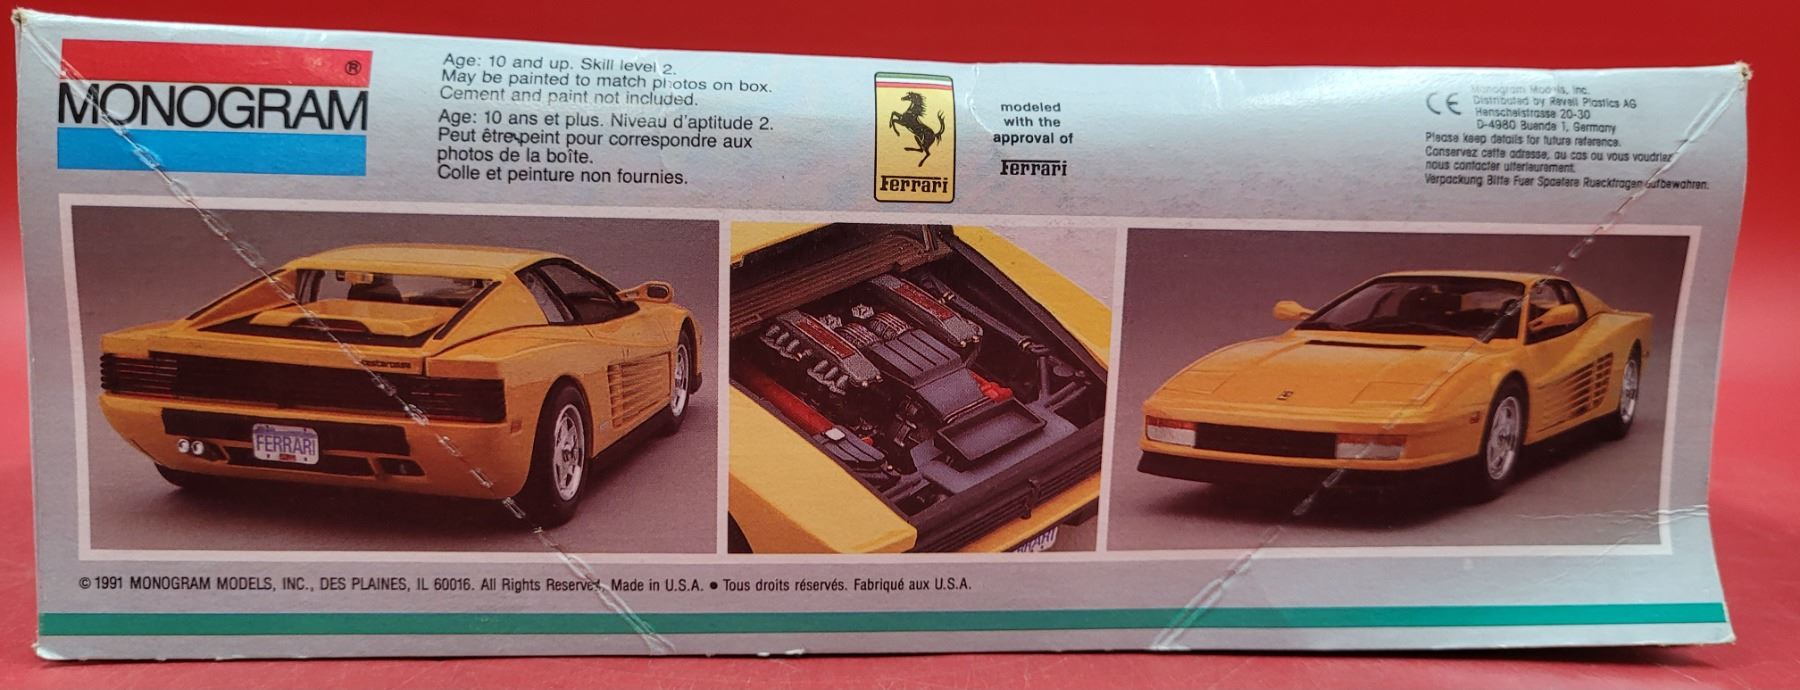 ®
MONOGRAM
Age: 10 and up. Skill level 2.
May be painted to match photos on box.
Cement and paint not included.
Age: 10 ans et plus. Niveau d'aptitude 2.
Peut être peint pour correspondre aux
photos de la boîte.
Colle et peinture non fournies.
Ferrari
modeled
with the
approval of
Ferrari
CE
Monogram Models, Inc.
Distributed by Revell Plastics AG
Henschelstrasse 20-30
D-4980 Buende 1, Germany
Please keep details for future reference.
Conservez cette adresse, au cas ou vous voudriez
nous contacter ulterieurement.
Verpackung Bitte Fuer Spaetere Rueckfragen aufbewahren.
testarossa
FERRARI
© 1991 MONOGRAM MODELS, INC., DES PLAINES, IL 60016. All Rights Reserved. Made in U.S.A. • Tous droits réservés. Fabriqué aux U.S.A.